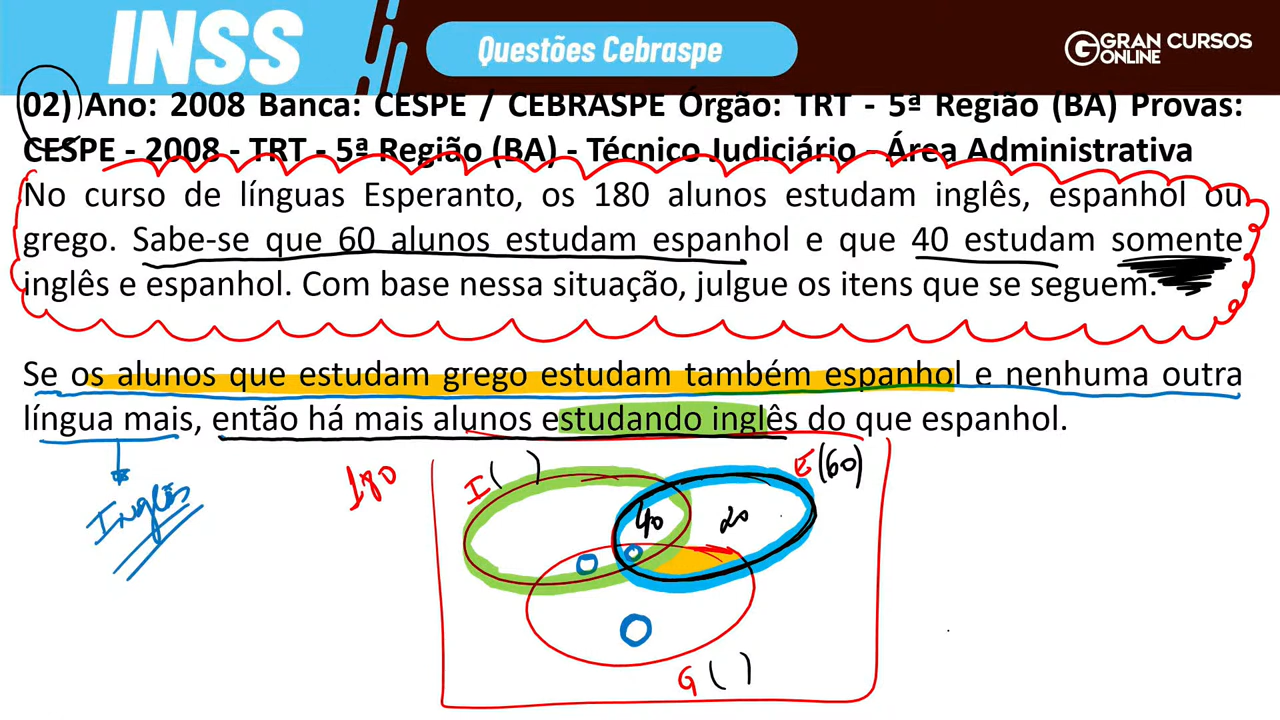 INSS
Questões Cebraspe
GRAN CURSOS
ONLINE
02) Ano: 2008 Banca: CESPE / CEBRASPE Órgão: TRT - 5ª Região (BA) Provas:
CESPE - 2008 - TRT - 5ª Região (BA) - Técnico Judiciário - Área Administrativa
No curso de línguas Esperanto, os 180 alunos estudam inglês, espanhol ou
grego. Sabe-se que 60 alunos estudam espanhol e que 40 estudam somente
inglês e espanhol. Com base nessa situação, julgue os itens que se seguem.
Se os alunos que estudam grego estudam também espanhol e nenhuma outra
língua mais, então há mais alunos estudando inglês do que espanhol.
180
I ( )
E (60)
40
20
Inglês
G ( )